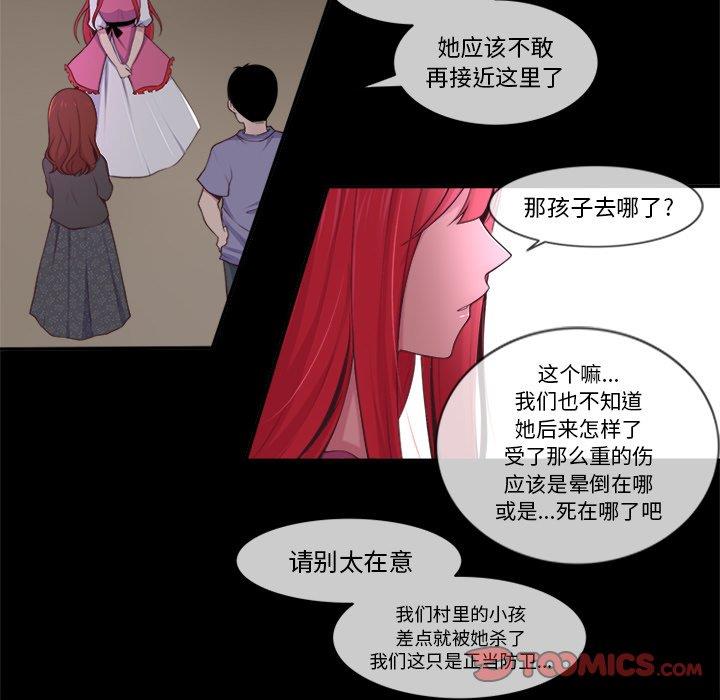 她应该不敢
再接近这里了
那孩子去哪了?
这个嘛...
我们也不知道
她后来怎样了
受了那么重的伤
应该是晕倒在哪
或是...死在哪了吧
请别太在意
我们村里的小孩
差点就被她杀了
我们这只是正当防卫...
TOOMICS.COM